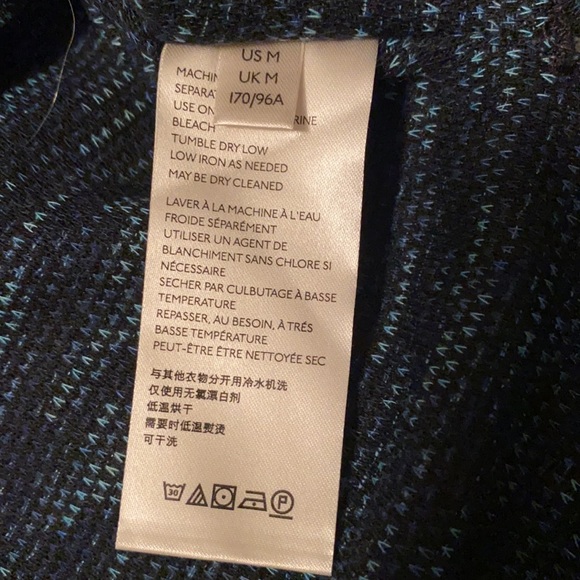 US M
UK M
170/96A
MACHIN
SEPARA
USE ON RINE
BLEACH
TUMBLE DRY LOW
LOW IRON AS NEEDED
MAY BE DRY CLEANED
LAVER À LA MACHINE À L'EAU
FROIDE SÉPARÉMENT
UTILISER UN AGENT DE
BLANCHIMENT SANS CHLORE SI
NÉCESSAIRE
SECHER PAR CULBUTAGE À BASSE
TEMPERATURE
REPASSER, AU BESOIN, À TRÉS
BASSE TEMPÉRATURE
PEUT-ÊTRE ÊTRE NETTOYÉE SEC
与其他衣物分开用冷水机洗
仅使用无氯漂白剂
低温烘干
需要时低温熨烫
可干洗
30 P